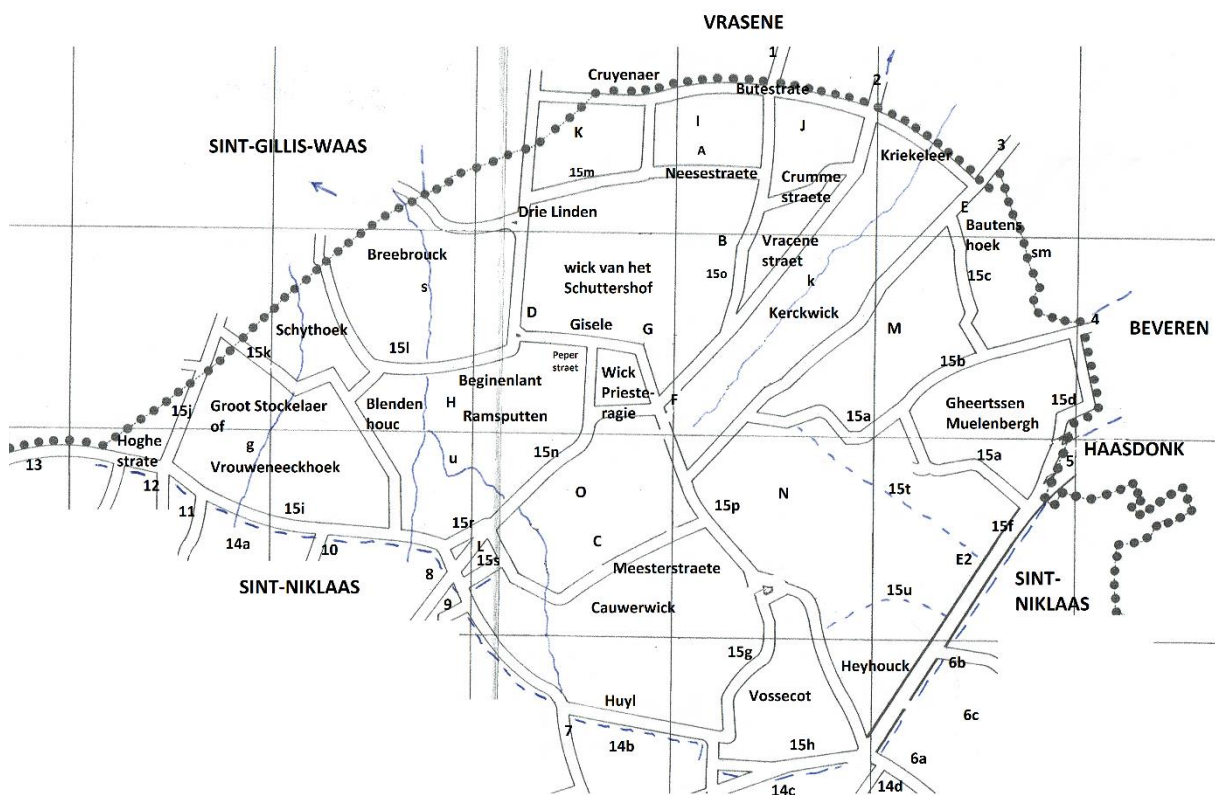 VRASENE
1
Cruyenaer
2
Butestrate
I
J
K
SINT-GILLIS-WAAS
A
3
Kriekeleer
15m
Neesestraete
Crumme
straete
Drie Linden
E
Bautens
hoek
B
Vracene
straet
Breebrouck
sm
wick van het
Schuttershof
15o
15c
k
s
Kerckwick
D
4
Gisele
G
M
BEVEREN
Schythoek
15k
15l
Peper
straet
15b
Beginenlant
Wick
Prieste-
ragie
H
Ramsputten
F
15j
Groot Stockelaer
of
Blenden
houc
Gheertssen
Muelenbergh
15d
15a
g
Hoghe
strate
HAASDONK
13
Vrouweneeckhoek
u
15n
15a
5
12
O
N
15t
11
15i
15p
15r
15f
14a
10
L
C
E2
15s
Meesterstraete
8
SINT-NIKLAAS
SINT-
NIKLAAS
15u
9
Cauwerwick
15g
Heyhouck
6b
Huyl
Vossecot
6c
7
14b
15h
6a
14c
14d